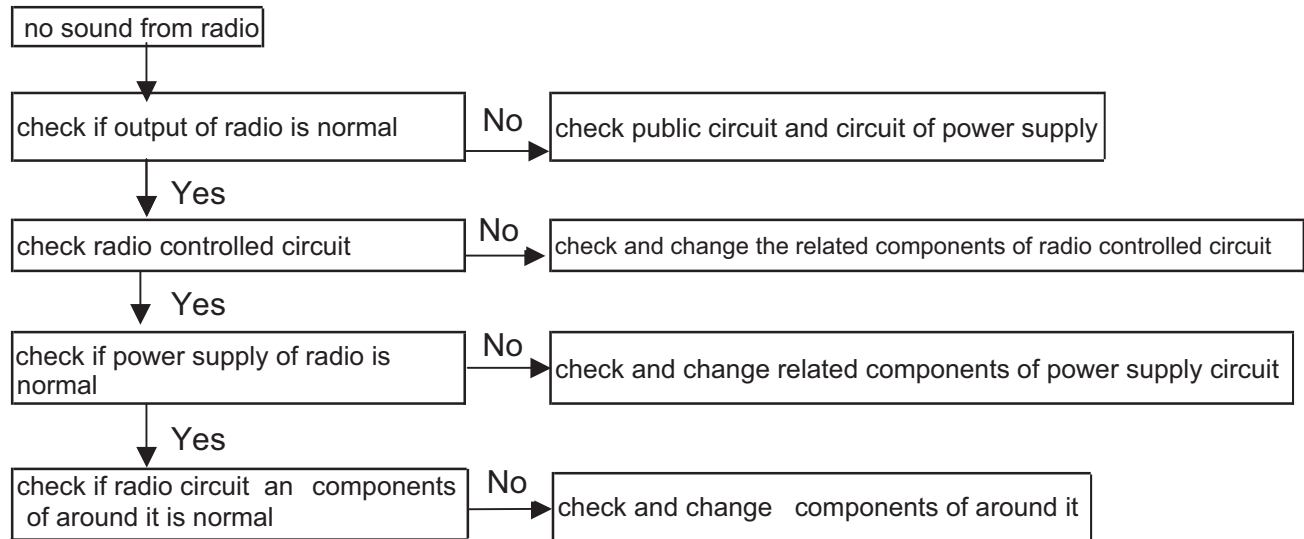 no sound from radio
check if output of radio is normal
No
check public circuit and circuit of power supply
Yes
check radio controlled circuit
No
check and change the related components of radio controlled circuit
Yes
check if power supply of radio is
normal
No
check and change related components of power supply circuit
Yes
check if radio circuit an components
of around it is normal
No
check and change components of around it